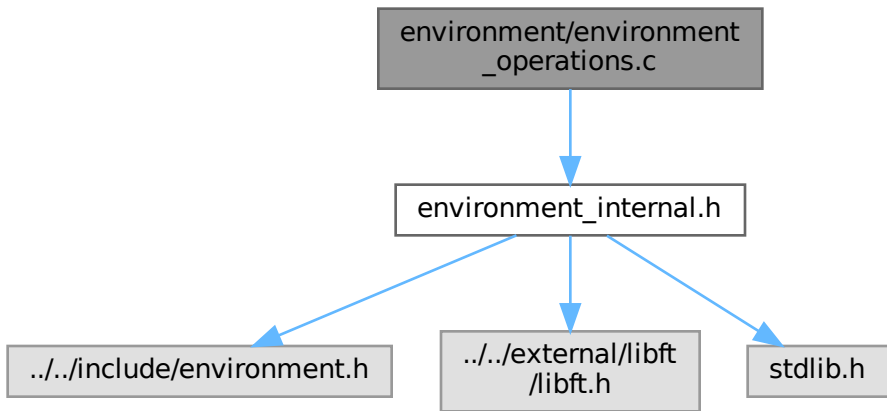 environment/environment
_operations.c
environment_internal.h
../../include/environment.h
../../external/libft
/libft.h
stdlib.h